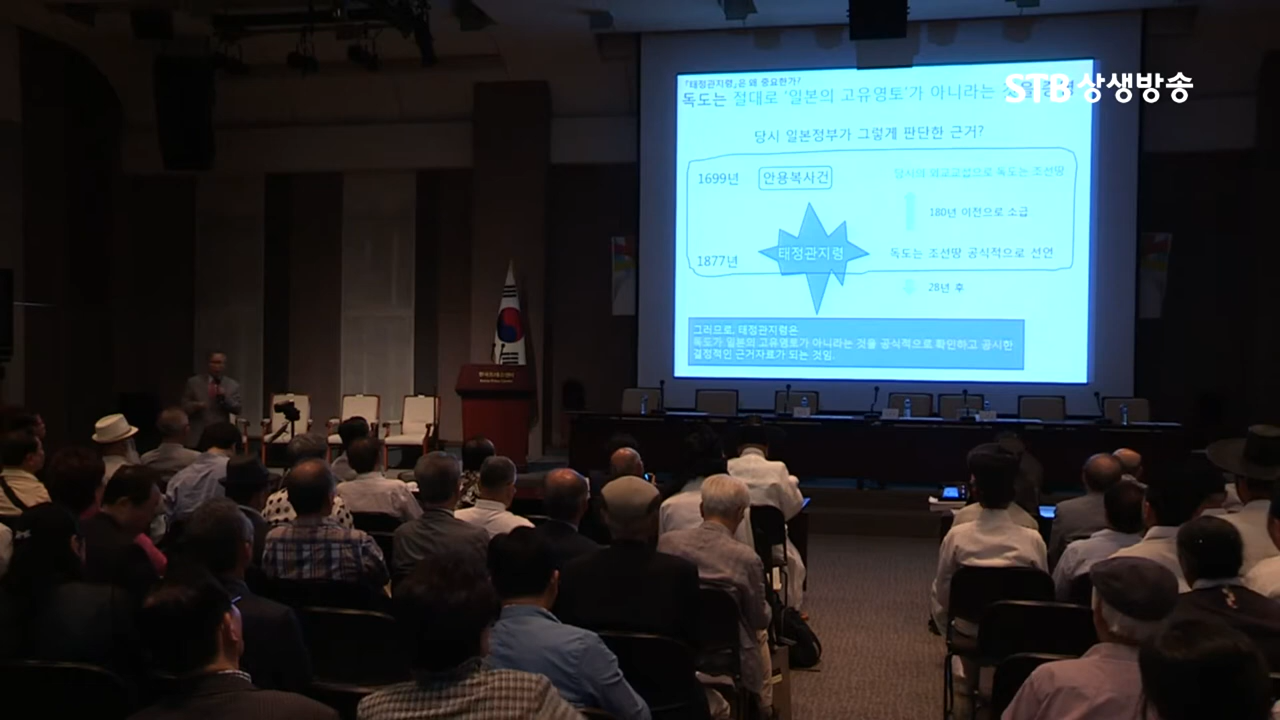 STB 상생방송
「태정관지령」은 왜 중요한가?
독도는 절대로 '일본의 고유영토'가 아니라는 것을
당시 일본정부가 그렇게 판단한 근거?
1699년 안용복사건 당시의 외교교섭으로 독도는 조선땅
180년 이전으로 소급
1877년 태정관지령 독도는 조선땅 공식적으로 선언
28년 후
그러므로, 태정관지령은
독도가 일본의 고유영토가 아니라는 것을 공식적으로 확인하고 공시한
결정적인 근거자료가 되는 것임.